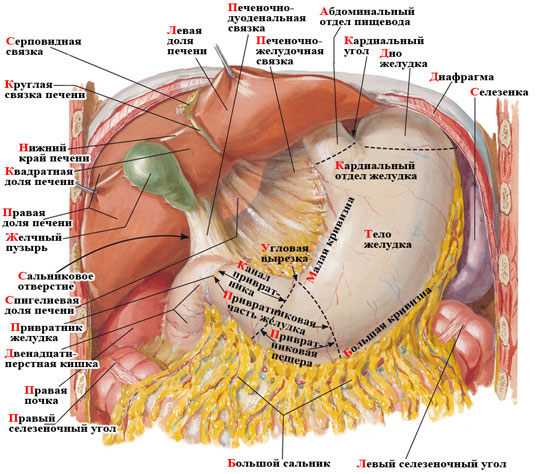 Печеночно-
дуоденальная
связка
Абдоминальный
отдел пищевода
Левая
доля
печени
Печеночно-
желудочная
связка
Кардиальный
угол
Дно
желудка
Серповидная
связка
Диафрагма
Круглая
связка печени
Селезенка
Нижний
край печени
Квадратная
доля печени
Кардиальный
отдел желудка
Правая
доля печени
Желчный
пузырь
Тело
желудка
Малая кривизна
Угловая
вырезка
Сальниковое
отверстие
Канал
приврат-
ника
Спигелиевая
доля печени
Привратниковая
часть желудка
Большая кривизна
Привратник
желудка
Приврат-
никовая
пещера
Двенадцати-
перстная кишка
Правая
почка
Правый
селезеночный угол
Большой сальник
Левый селезеночный угол